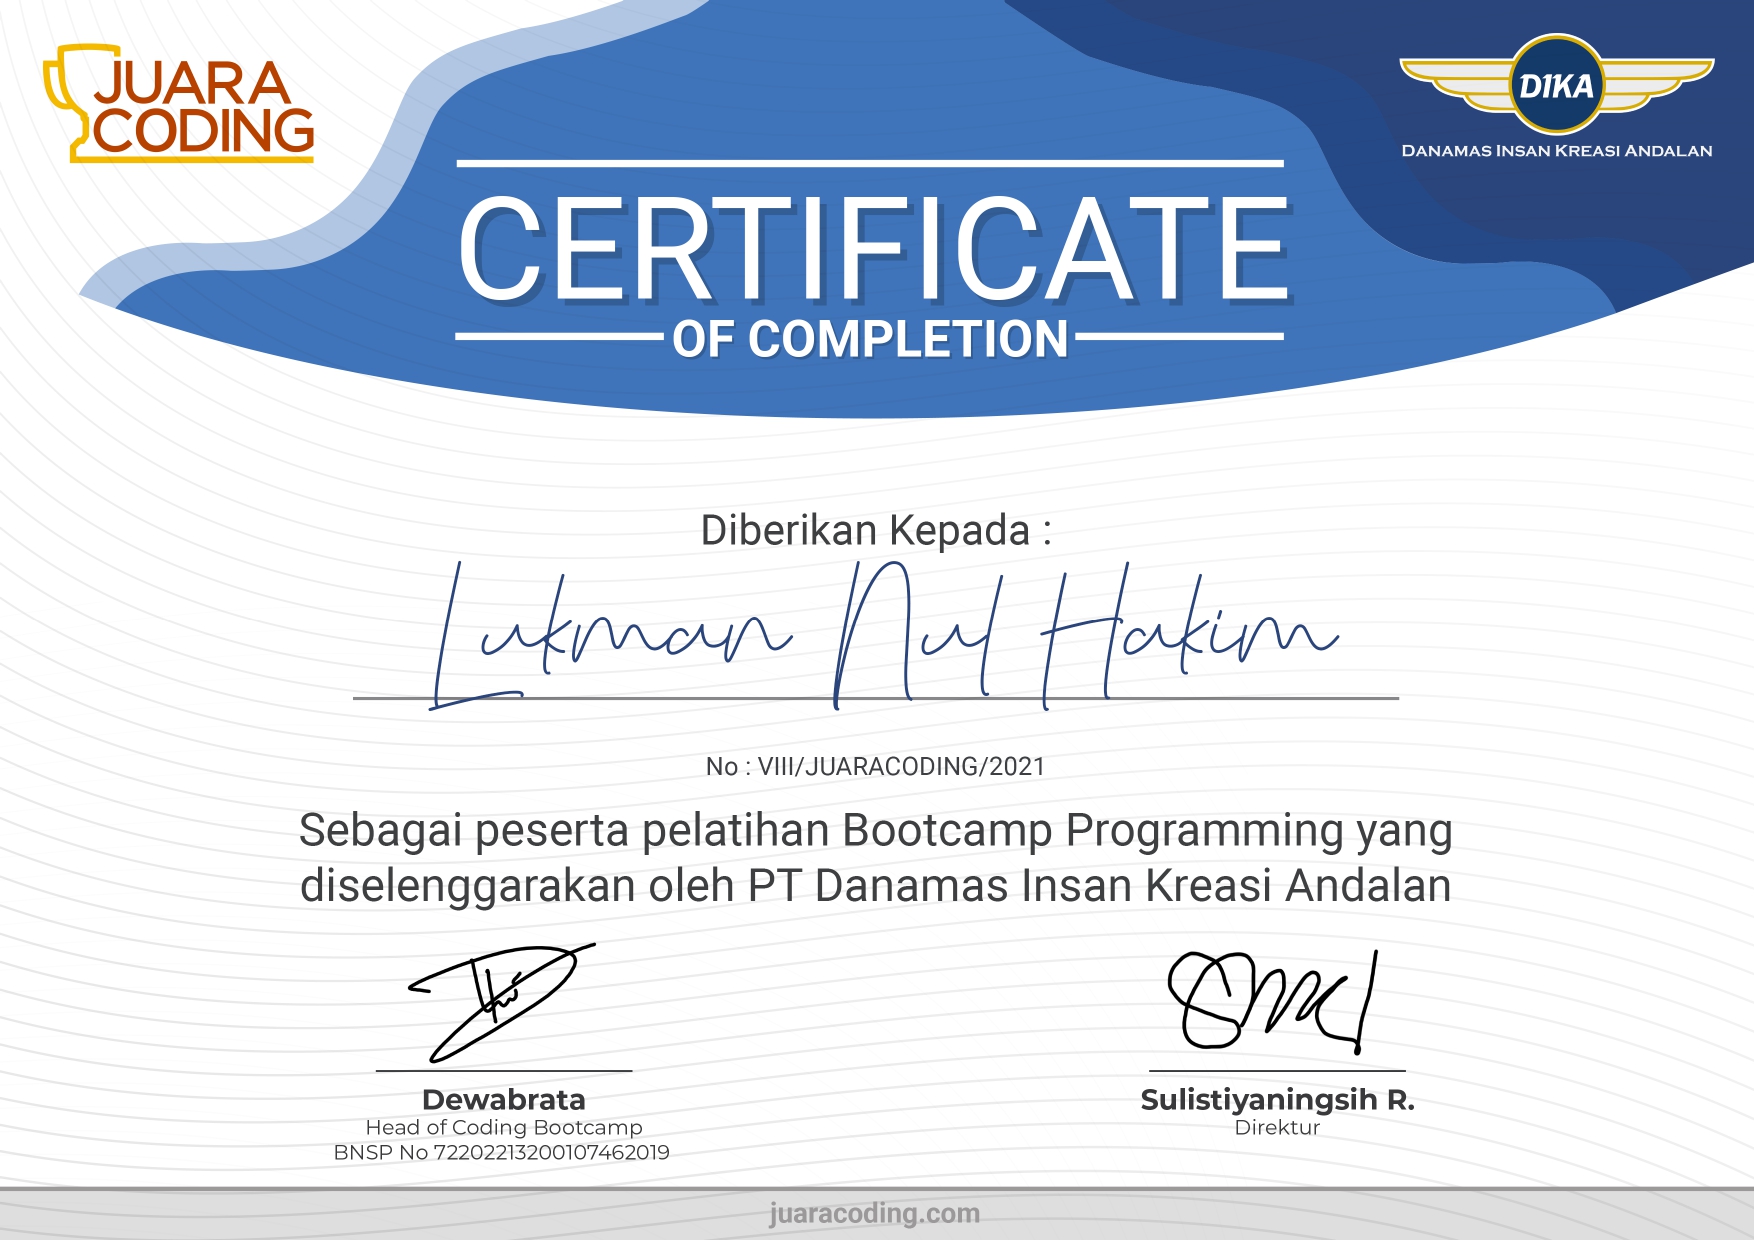 JUARA
CODING
DIKA
DANAMAS INSAN KREASI ANDALAN
CERTIFICATE
OF COMPLETION
Diberikan Kepada :
Lukman Nul Hakim
No : VIII/JUARACODING/2021
Sebagai peserta pelatihan Bootcamp Programming yang
diselenggarakan oleh PT Danamas Insan Kreasi Andalan
Dewabrata
Head of Coding Bootcamp
BNSP No 72202213200107462019
Sulistiyaningsih R.
Direktur
juaracoding.com